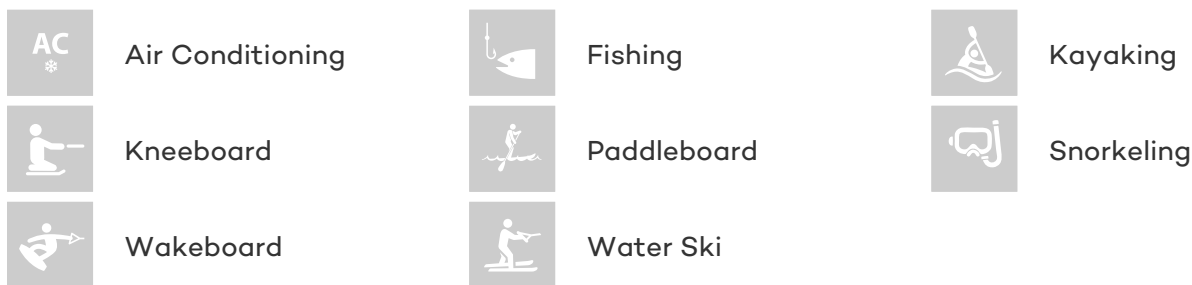 AC
Air Conditioning
Fishing
Kayaking
Kneeboard
Paddleboard
Snorkeling
Wakeboard
Water Ski